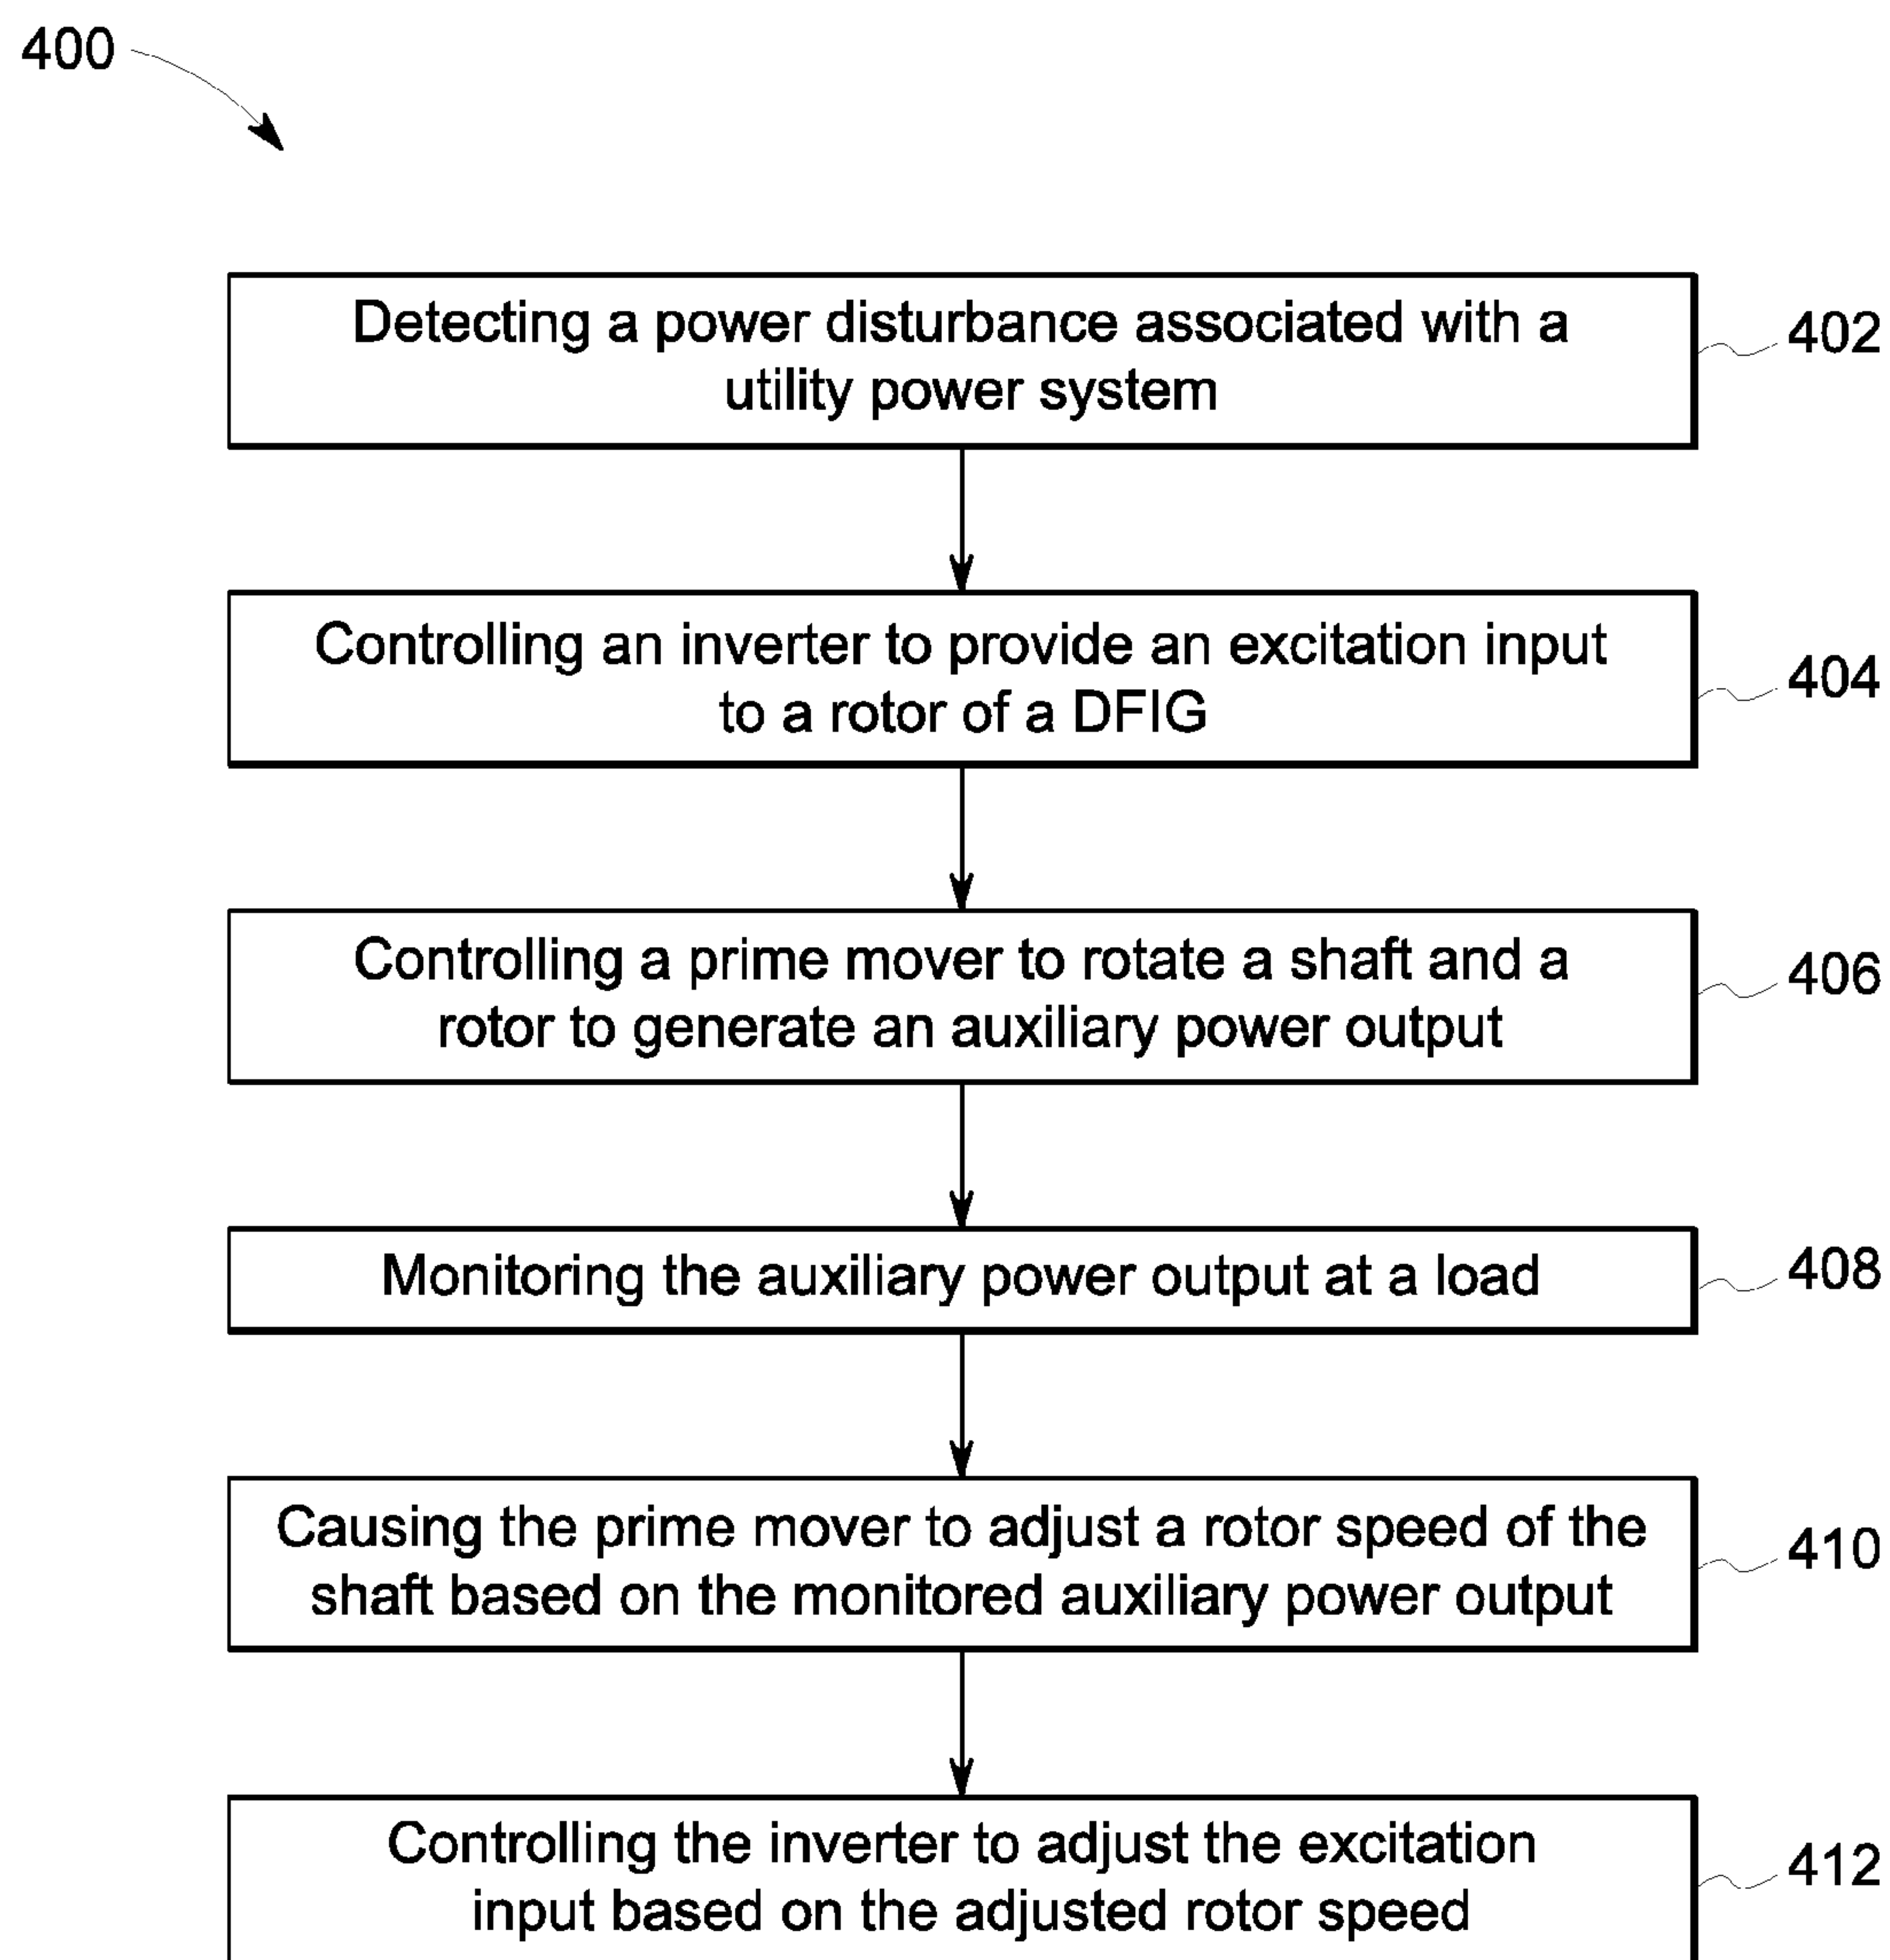 400
Detecting a power disturbance associated with a
utility power system
402
Controlling an inverter to provide an excitation input
to a rotor of a DFIG
404
Controlling a prime mover to rotate a shaft and a
rotor to generate an auxiliary power output
406
Monitoring the auxiliary power output at a load
408
Causing the prime mover to adjust a rotor speed of the
shaft based on the monitored auxiliary power output
410
Controlling the inverter to adjust the excitation
input based on the adjusted rotor speed
412